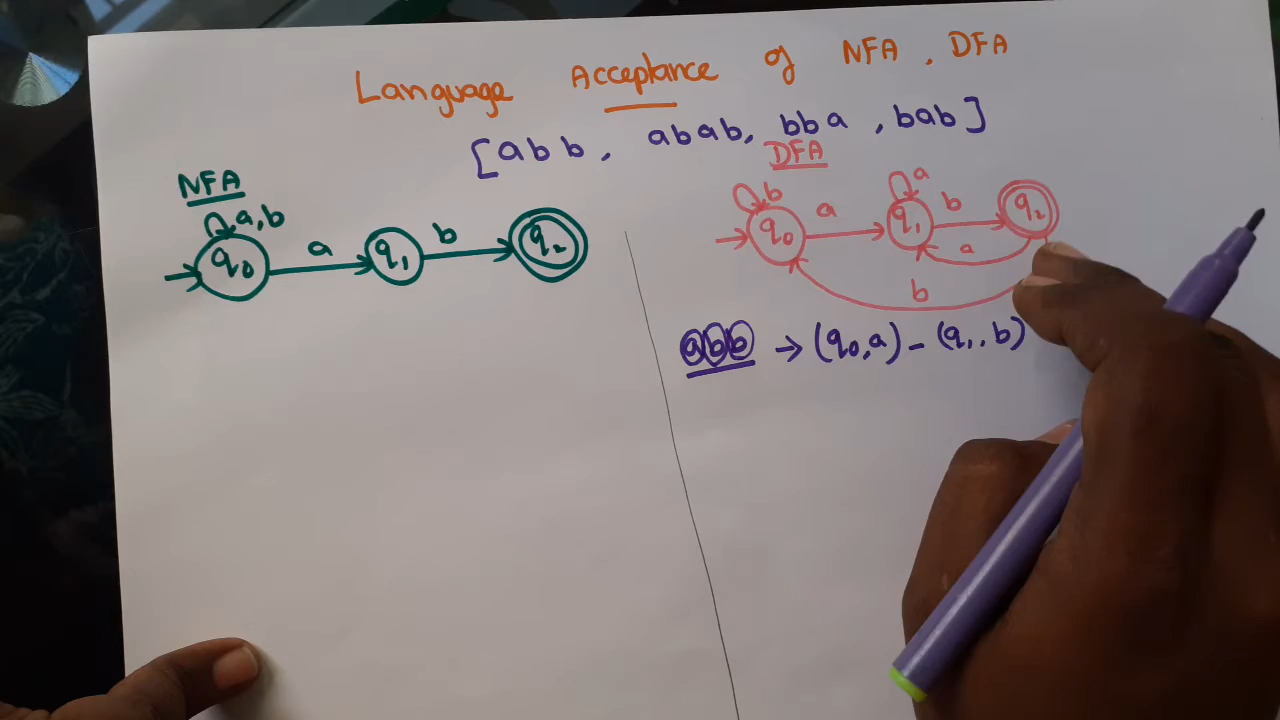 Language Acceptance of NFA, DFA
[abb, abab, bba, bab]
NFA
a,b
q0
a
q1
b
q2
DFA
b
q0
a
a
q1
b
q2
a
b
abb → (q0,a) - (q1,b)